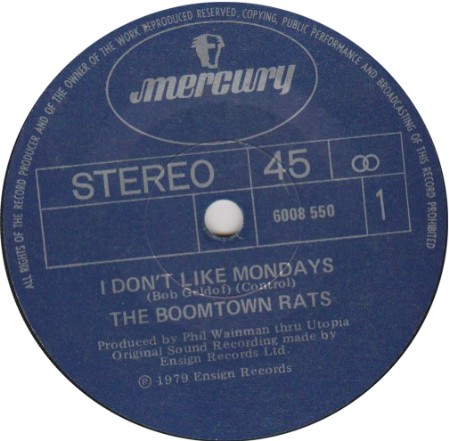 ALL RIGHTS OF THE RECORD PRODUCER AND OF THE OWNER OF THE WORK REPRODUCED RESERVED. COPYING, PUBLIC PERFORMANCE AND BROADCASTING OF THIS RECORD PROHIBITED
mercury
STEREO 45
6008 550 1
I DON'T LIKE MONDAYS
(Bob Geldof) (Control)
THE BOOMTOWN RATS
Produced by Phil Wainman thru Utopia
Original Sound Recording made by
Ensign Records Ltd.
Ⓟ 1979 Ensign Records